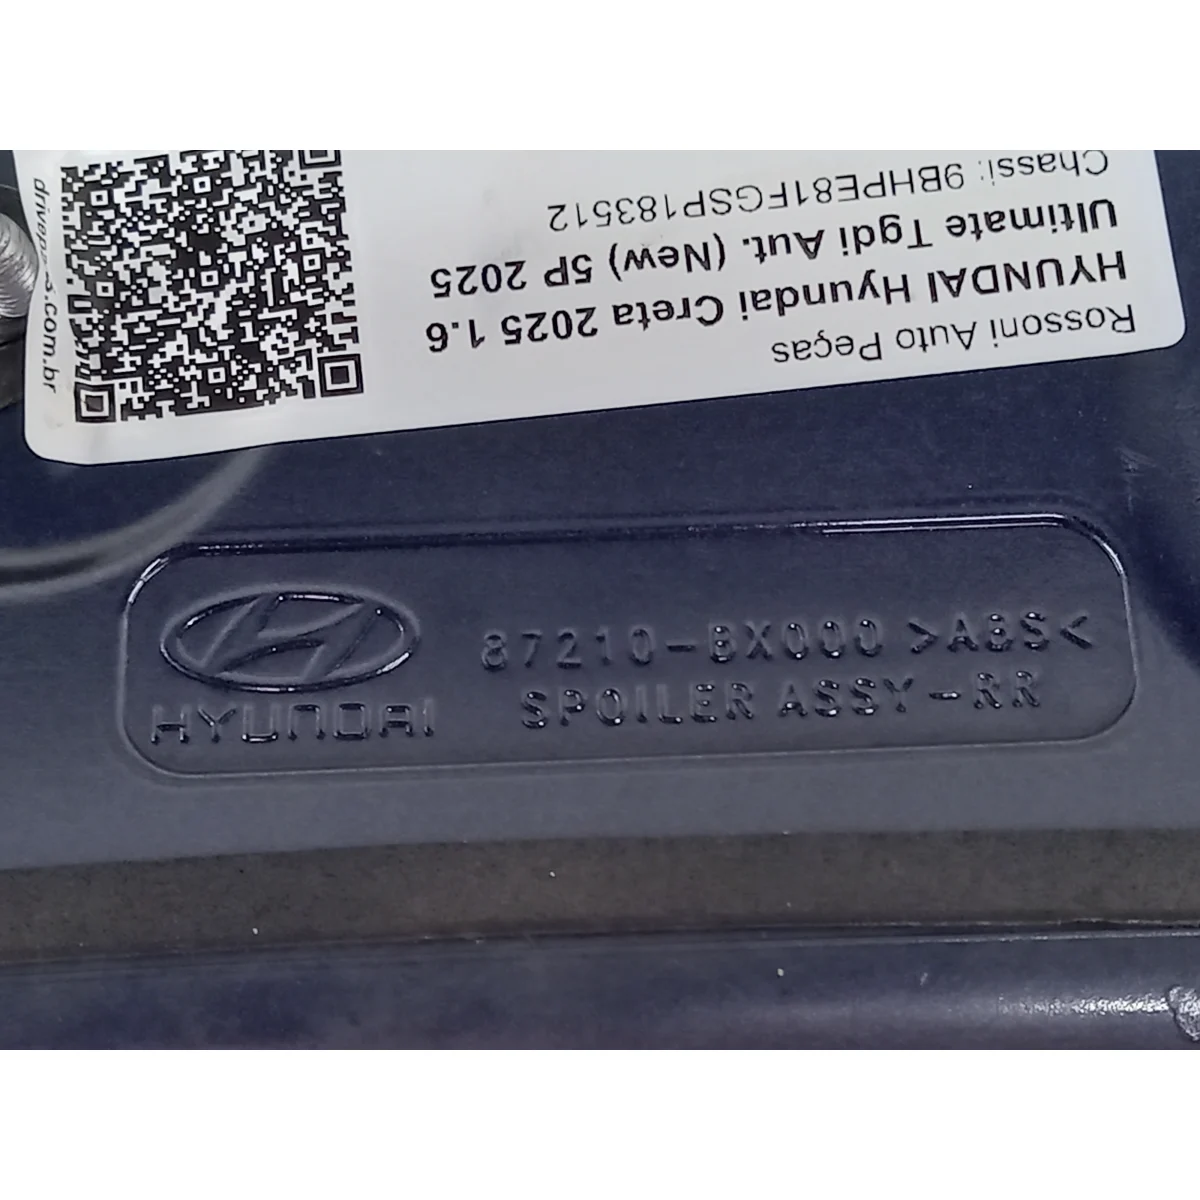 Rossoni Auto Peças
HYUNDAI Hyundai Creta 2025 1.6
Ultimate Tgdi Aut. (New) 5P 2025
Chassi: 9BHPE81FGSP183512
HYUNDAI
87210-BX000 >ABS<
SPOILER ASSY-RR